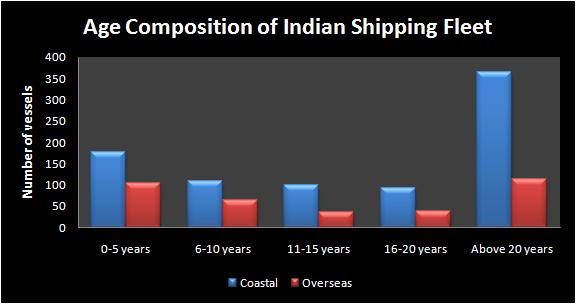 Age Composition of Indian Shipping Fleet
Number of vessels
400
350
300
250
200
150
100
50
0
0-5 years 6-10 years 11-15 years 16-20 years Above 20 years
Coastal Overseas